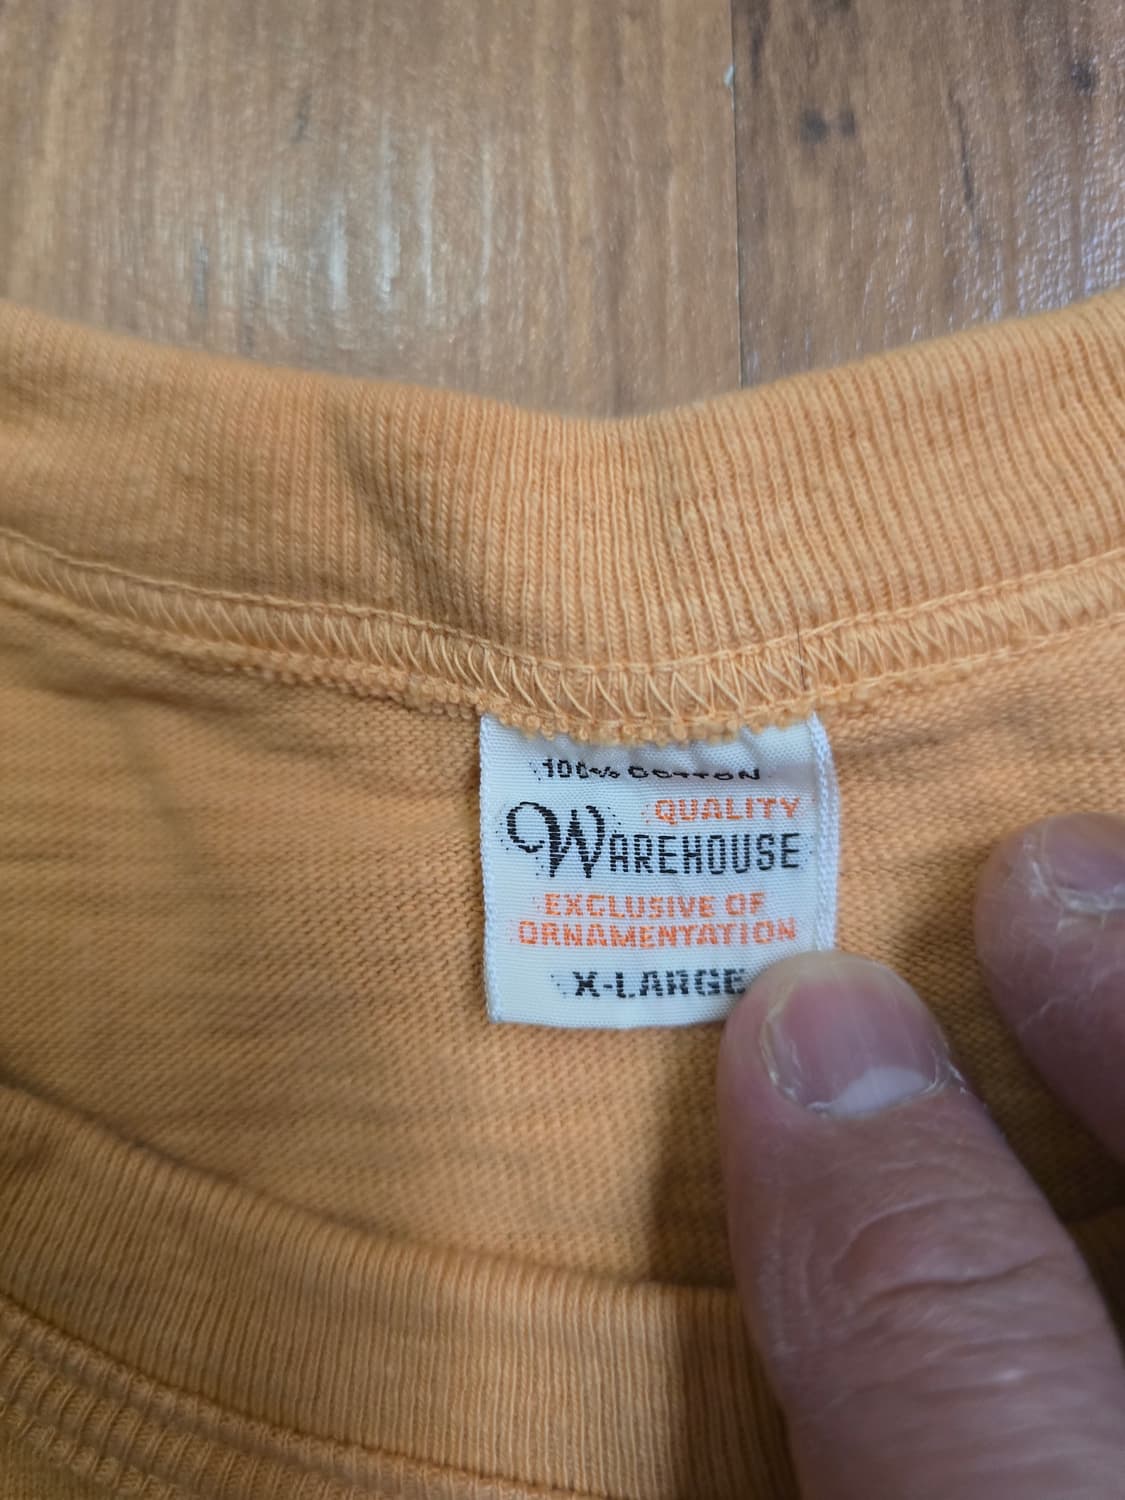 100% COTTON
QUALITY
WAREHOUSE
EXCLUSIVE OF
ORNAMENTATION
X-LARGE